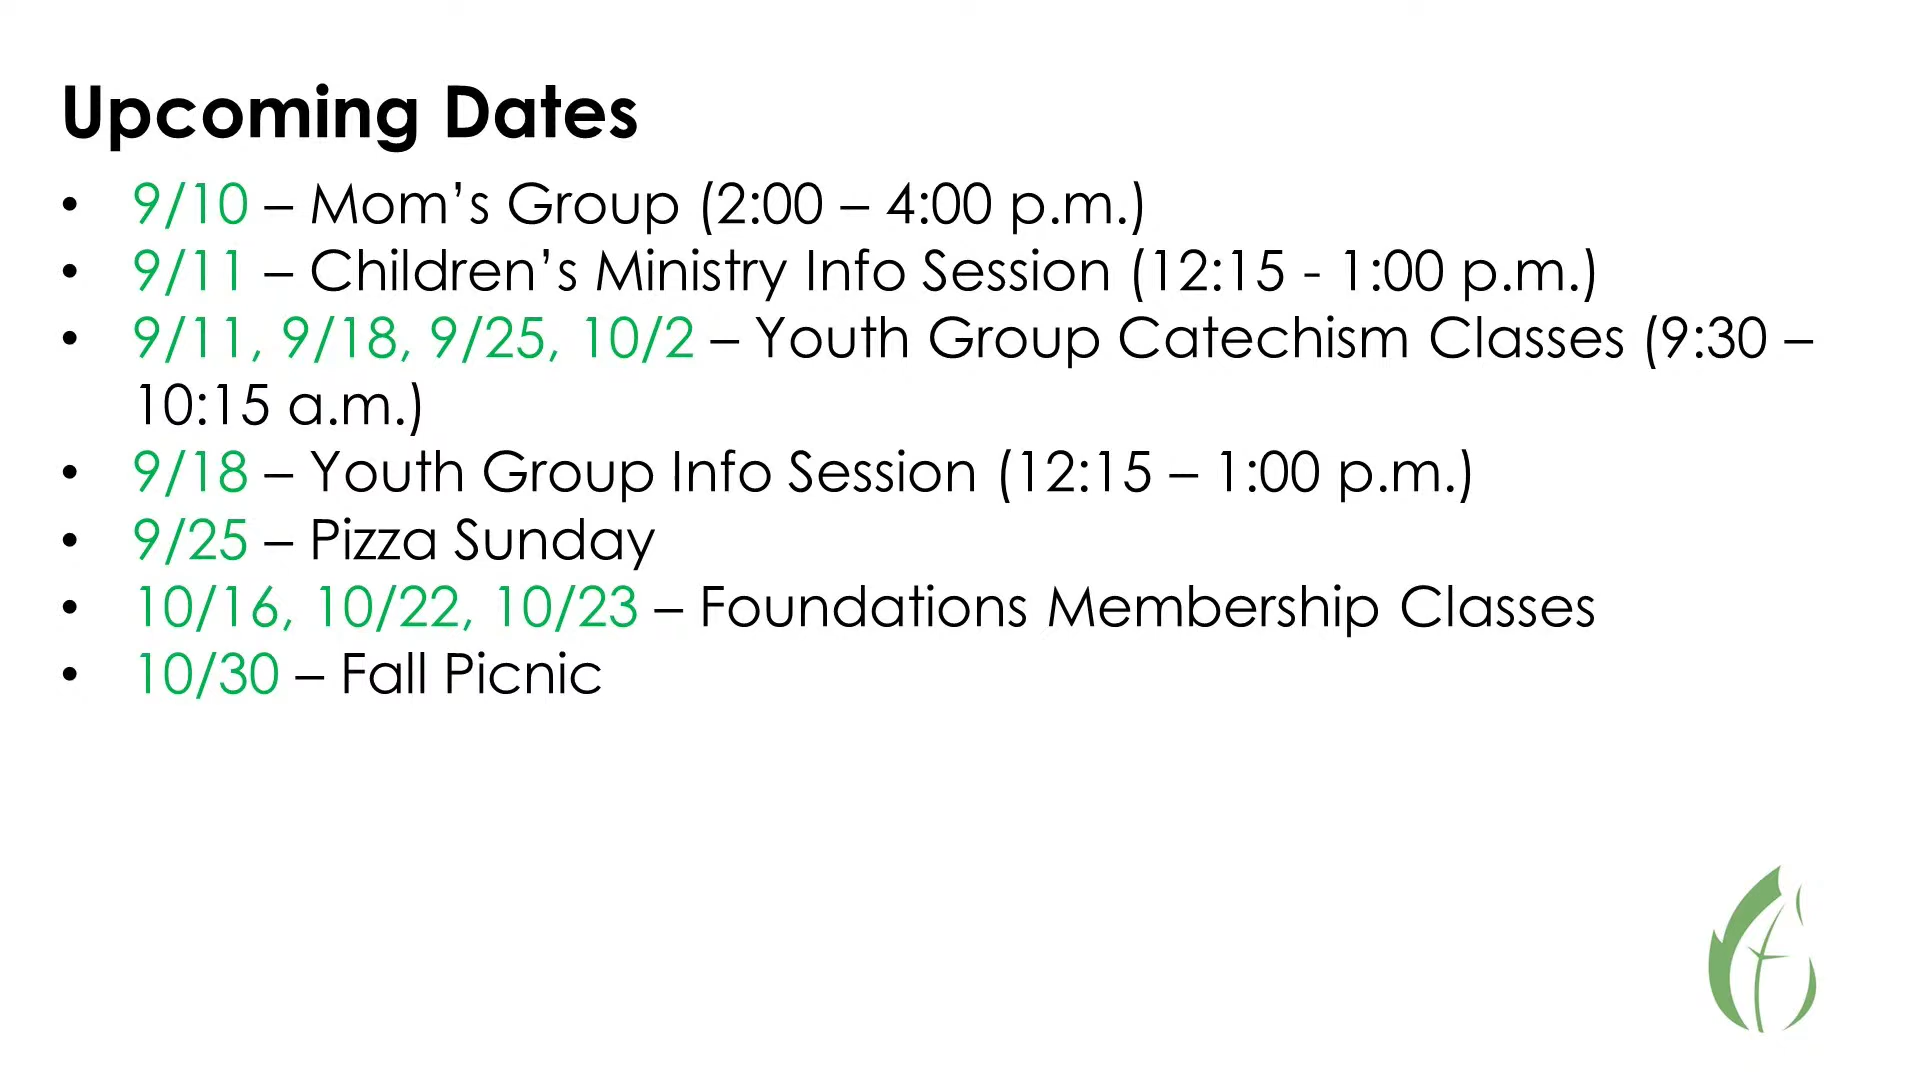 Upcoming Dates
• 9/10 – Mom’s Group (2:00 – 4:00 p.m.)
• 9/11 – Children’s Ministry Info Session (12:15 - 1:00 p.m.)
• 9/11, 9/18, 9/25, 10/2 – Youth Group Catechism Classes (9:30 –
10:15 a.m.)
• 9/18 – Youth Group Info Session (12:15 – 1:00 p.m.)
• 9/25 – Pizza Sunday
• 10/16, 10/22, 10/23 – Foundations Membership Classes
• 10/30 – Fall Picnic